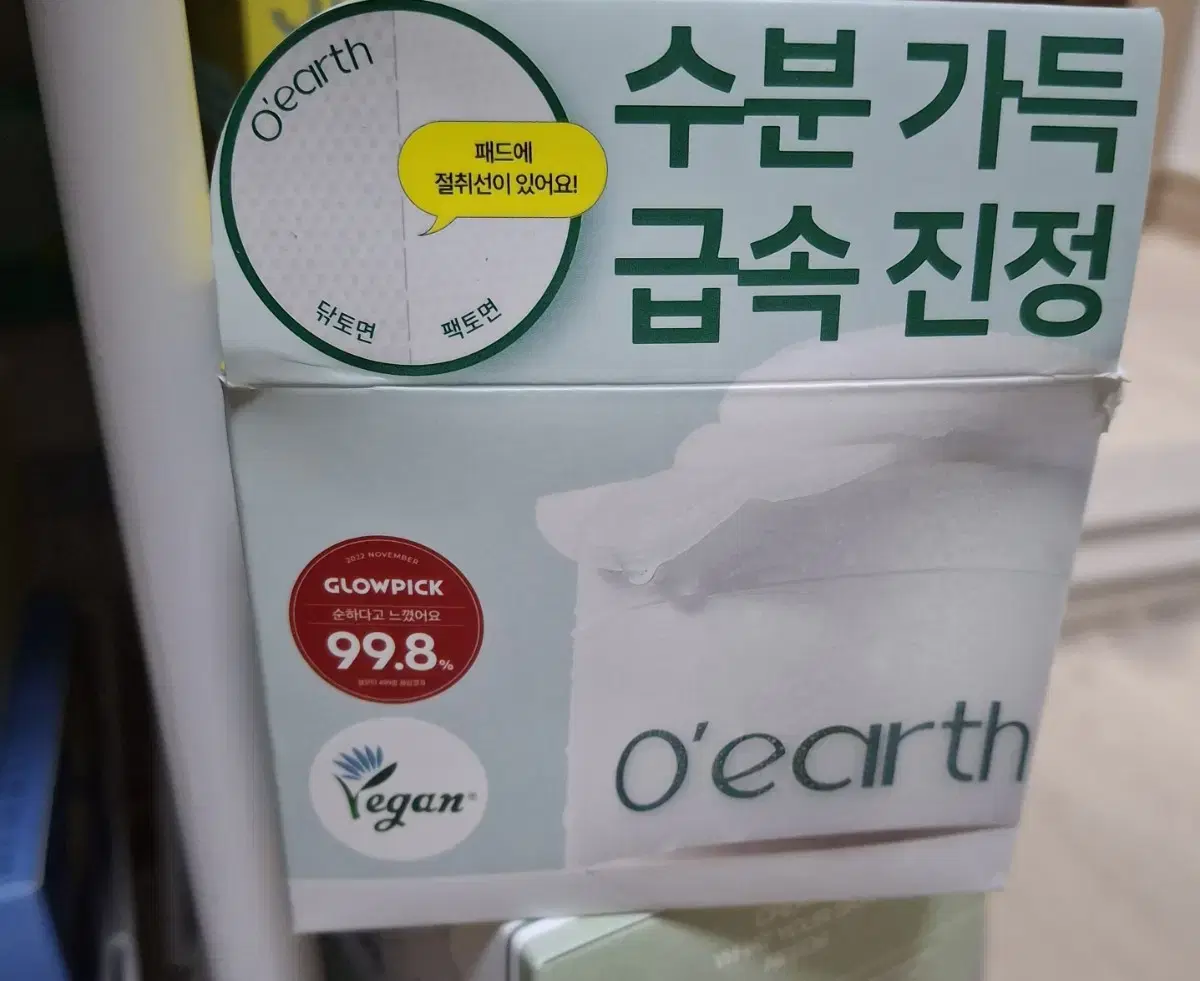 o'earth
패드에
절취선이 있어요!
닦토면
팩토면
수분 가득
급속 진정
2022 NOVEMBER
GLOWPICK
순하다고 느꼈어요
99.8%
Vegan
o'earth